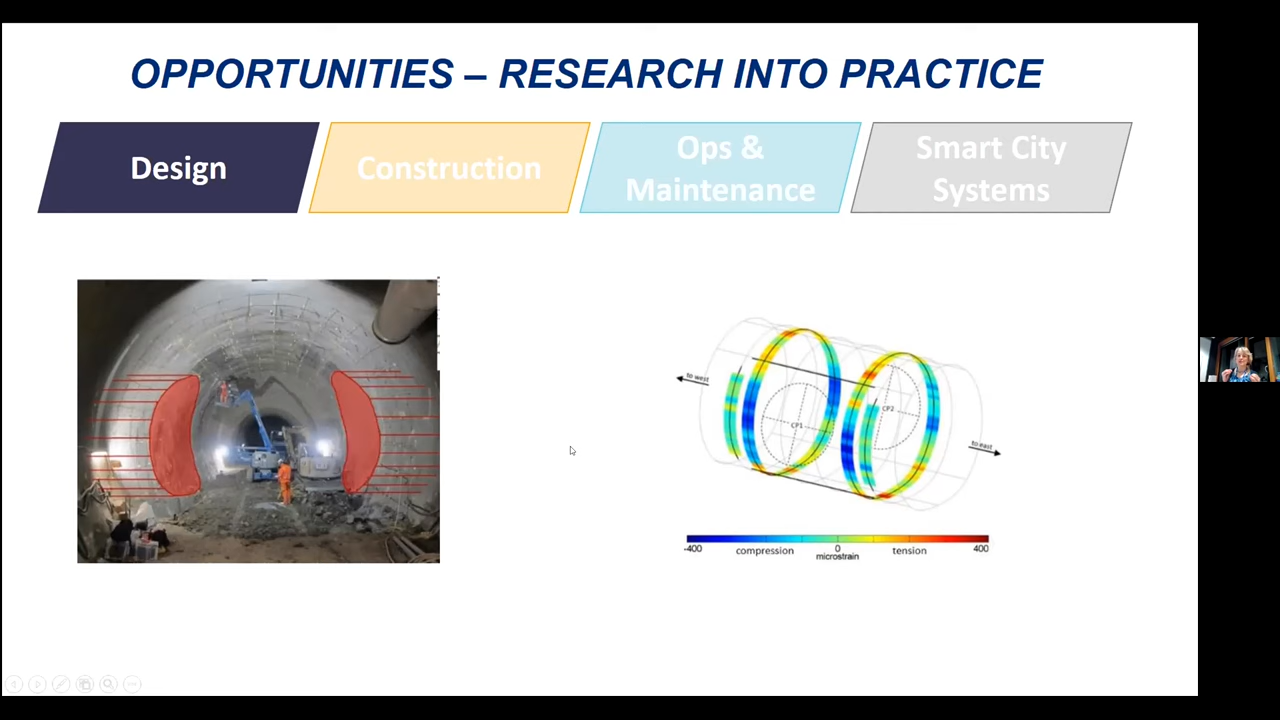 OPPORTUNITIES – RESEARCH INTO PRACTICE
Design
Construction
Ops &
Maintenance
Smart City
Systems
to west
CP1
CP2
to east
-400
compression
0
microstrain
tension
400